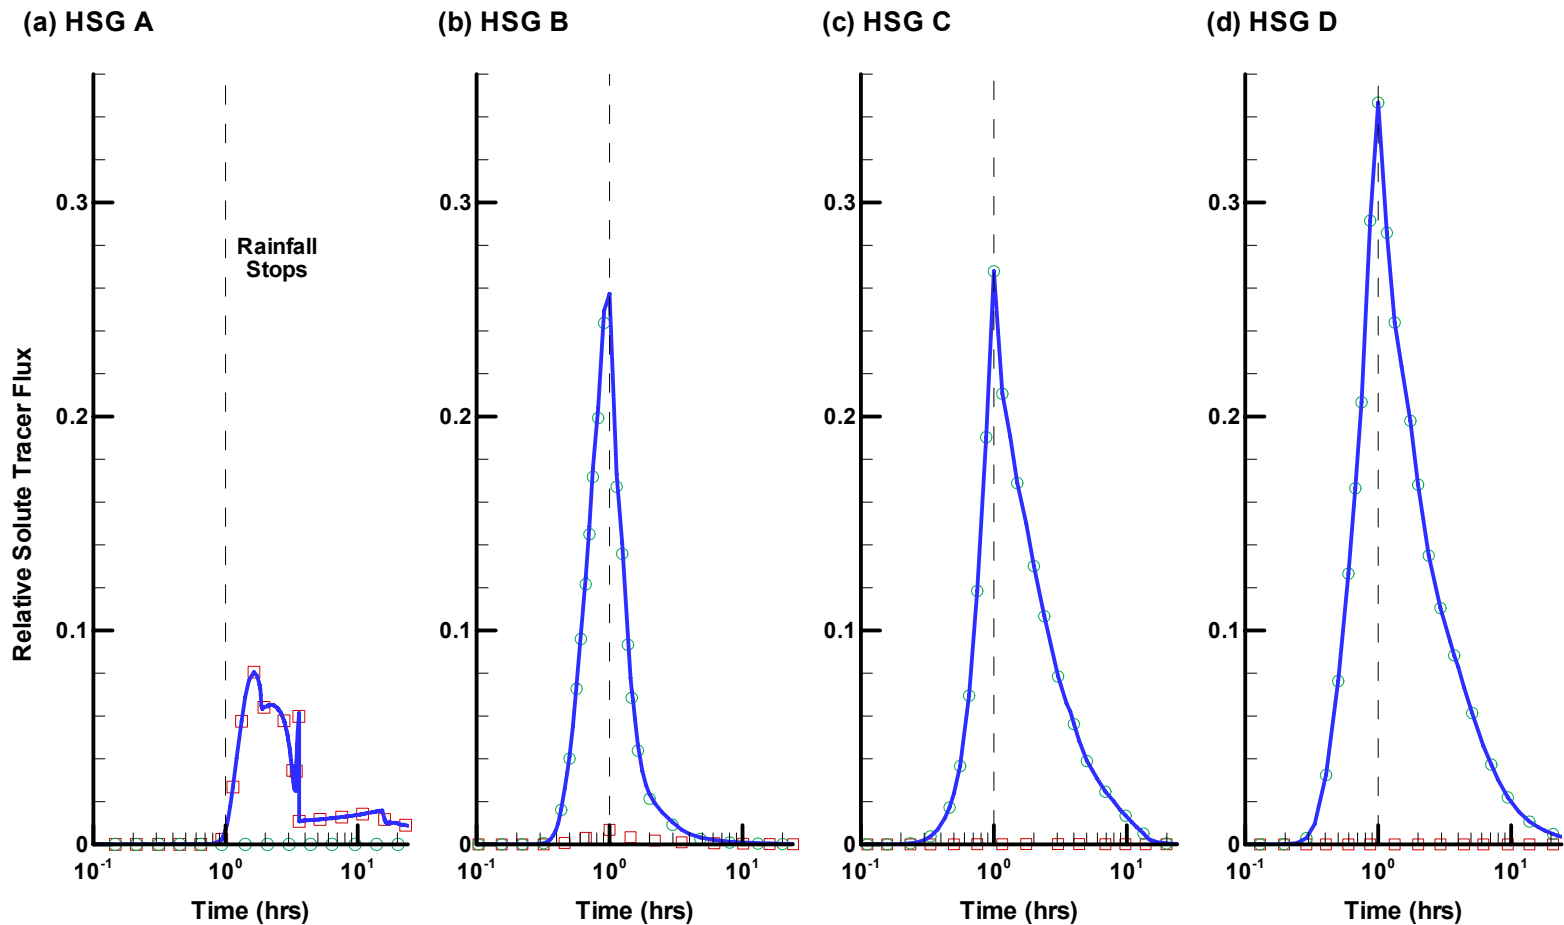 (a) HSG A
(b) HSG B
(c) HSG C
(d) HSG D
Relative Solute Tracer Flux
0.3
0.2
0.1
0
10-1
100
101
Time (hrs)
Rainfall
Stops
0.3
0.2
0.1
0
10-1
100
101
Time (hrs)
0.3
0.2
0.1
0
10-1
100
101
Time (hrs)
0.3
0.2
0.1
0
10-1
100
101
Time (hrs)